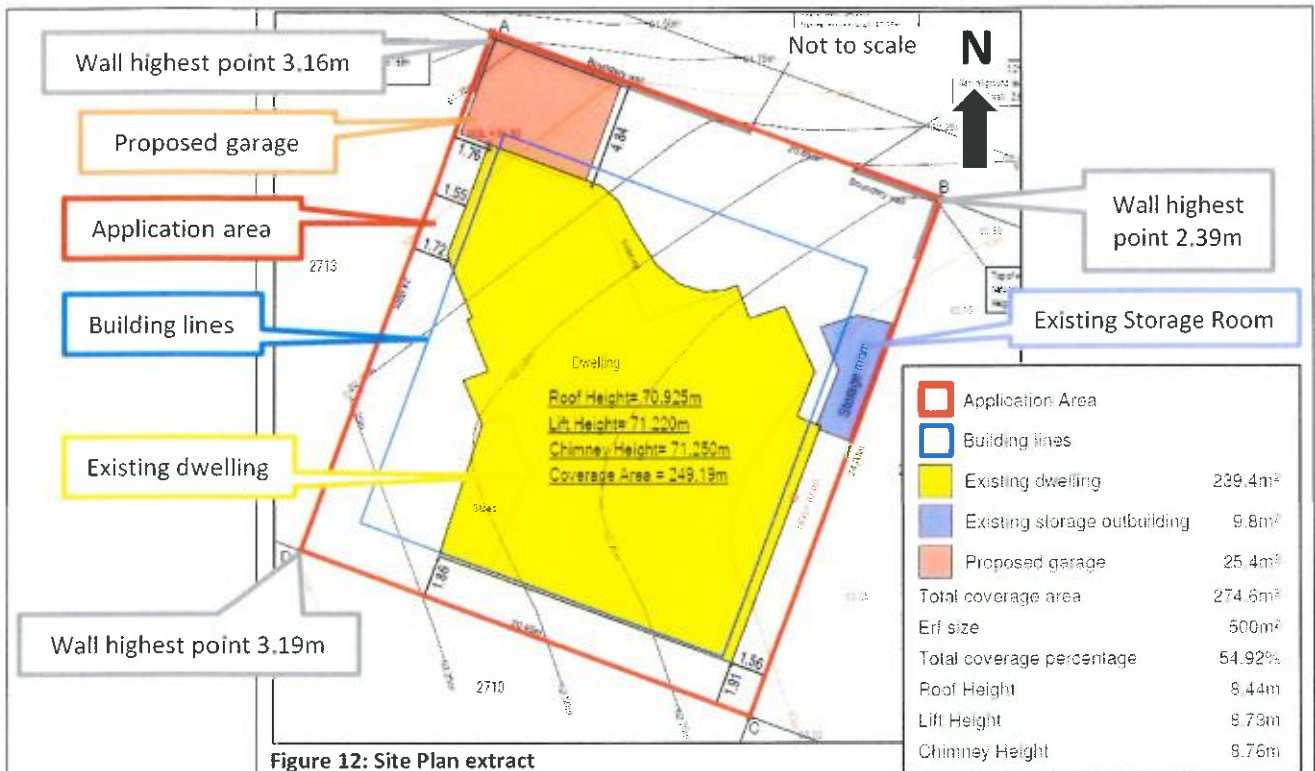 A
Not to scale
N
Wall highest point 3.16m
Boundary wall
Proposed garage
4.84
1.76
1.55
1.72
Boundary wall
B
Wall highest
point 2.39m
Application area
2713
Building lines
Existing Storage Room
Storage room
Dwelling
Roof Height= 70.925m
Lift Height= 71.220m
Chimney Height= 71.250m
Coverage Area = 249.19m
Existing dwelling
D
1.86
Wall highest point 3.19m
2710
1.56
1.91
C
Application Area
Building lines
Existing dwelling 239.4m²
Existing storage outbuilding 9.8m²
Proposed garage 25.4m²
Total coverage area 274.6m²
Erf size 500m²
Total coverage percentage 54.92%
Roof Height 8.44m
Lift Height 8.73m
Chimney Height 8.76m
Figure 12: Site Plan extract